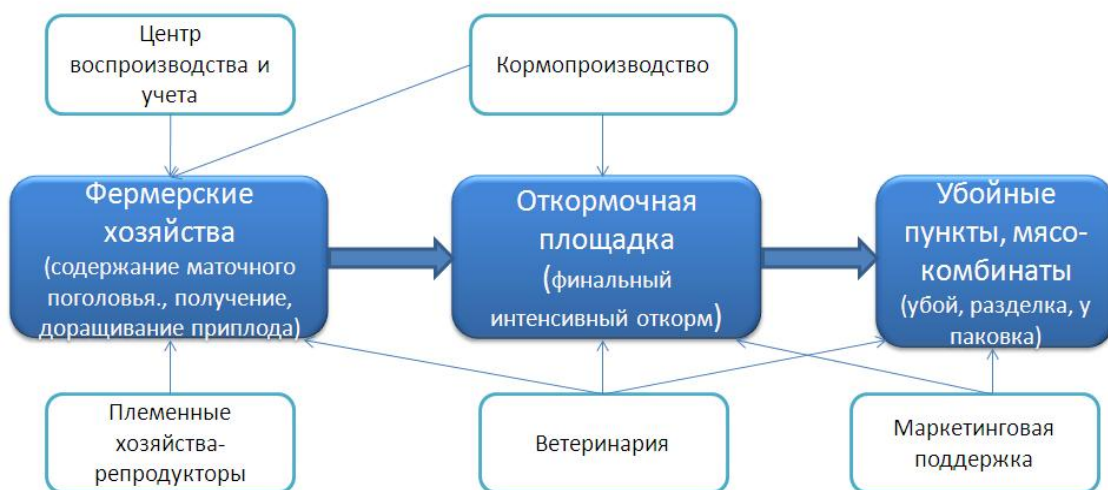 Центр
воспроизводства и
учета
Кормопроизводство
Фермерские
хозяйства
(содержание маточного
поголовья., получение,
доращивание приплода)
Откормочная
площадка
(финальный
интенсивный откорм)
Убойные
пункты, мясо-
комбинаты
(убой, разделка, у
паковка)
Племенные
хозяйства-
репродукторы
Ветеринария
Маркетинговая
поддержка